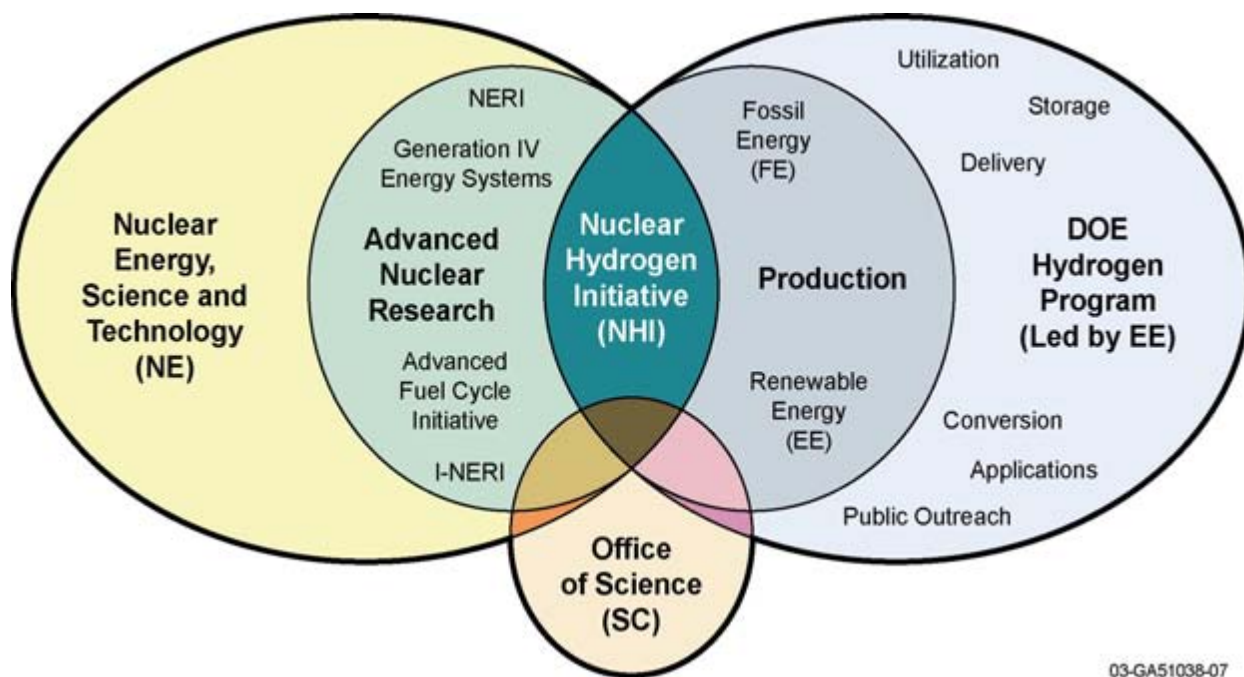 Nuclear
Energy,
Science and
Technology
(NE)
NERI
Generation IV
Energy Systems
Advanced
Nuclear
Research
Advanced
Fuel Cycle
Initiative
I-NERI
Nuclear
Hydrogen
Initiative
(NHI)
Fossil
Energy
(FE)
Production
Renewable
Energy
(EE)
Utilization
Storage
Delivery
DOE
Hydrogen
Program
(Led by EE)
Conversion
Applications
Public Outreach
Office
of Science
(SC)
03-GA51038-07